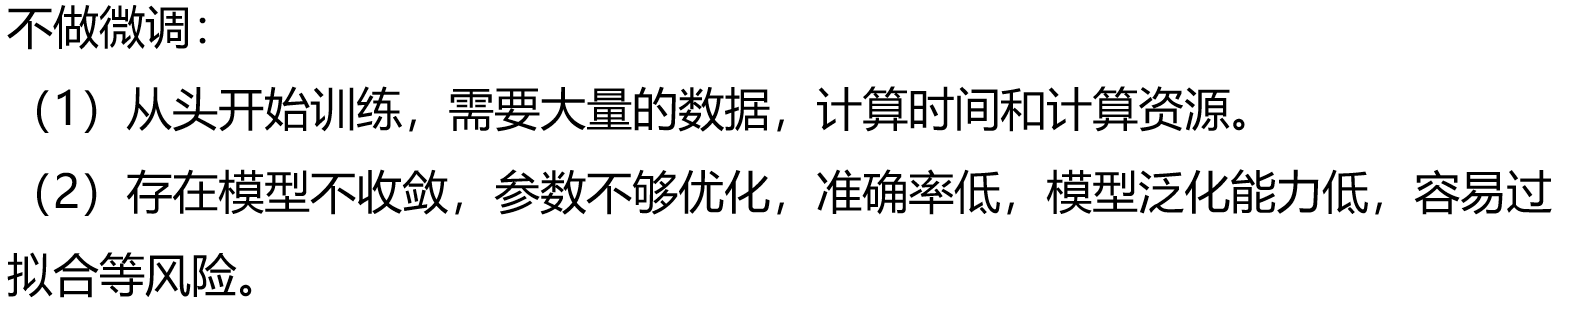 不做微调：
（1）从头开始训练，需要大量的数据，计算时间和计算资源。
（2）存在模型不收敛，参数不够优化，准确率低，模型泛化能力低，容易过
拟合等风险。